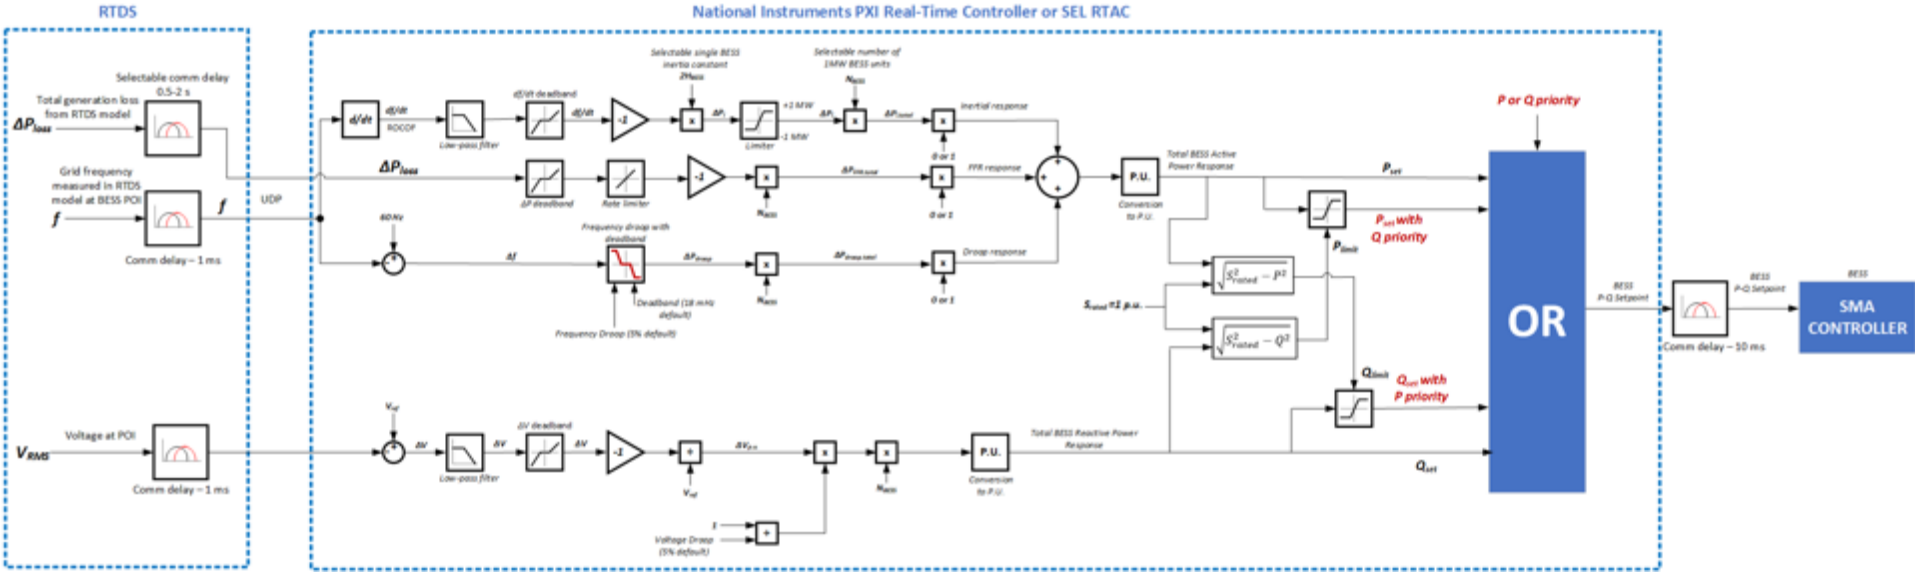 RTDS
National Instruments PXI Real-Time Controller or SEL RTAC
Selectable comm delay
0.5-2 s
Total generation loss
from RTDS model
ΔPloss
Grid frequency
measured in RTDS
model at BESS POI
f
f
UDP
Comm delay – 1 ms
Voltage at POI
VRMS
Comm delay – 1 ms
d/dt
df/dt
ROCOF
Low-pass filter
df/dt deadband
df/dt
-1
Selectable single BESS
inertia constant
2HBESS
x
ΔPi
+1 MW
-1 MW
Limiter
Selectable number of
1MW BESS units
NBESS
ΔPi
x
x
0 or 1
Inertial response
ΔPloss
ΔP deadband
Rate limiter
-1
x
NBESS
x
0 or 1
FFR response
60 Hz
Δf
Frequency droop with
deadband
Deadband (18 mHz
default)
Frequency Droop (5% default)
ΔPdroop
x
NBESS
ΔPdroop,total
x
0 or 1
Droop response
P.U.
Conversion
to P.U.
Total BESS Active
Power Response
Pset
Pset with
Q priority
Plimit
√S²rated − P²
Srated=1 p.u.
√S²rated − Q²
Qlimit
Qset with
P priority
Vref
ΔV
Low-pass filter
ΔV
ΔV deadband
ΔV
-1
÷
Vref
x
x
NBESS
1
Voltage Droop
(5% default)
÷
P.U.
Conversion
to P.U.
Total BESS Reactive Power
Response
Qset
P or Q priority
OR
BESS
P-Q Setpoint
Comm delay – 10 ms
BESS
P-Q Setpoint
BESS
SMA
CONTROLLER